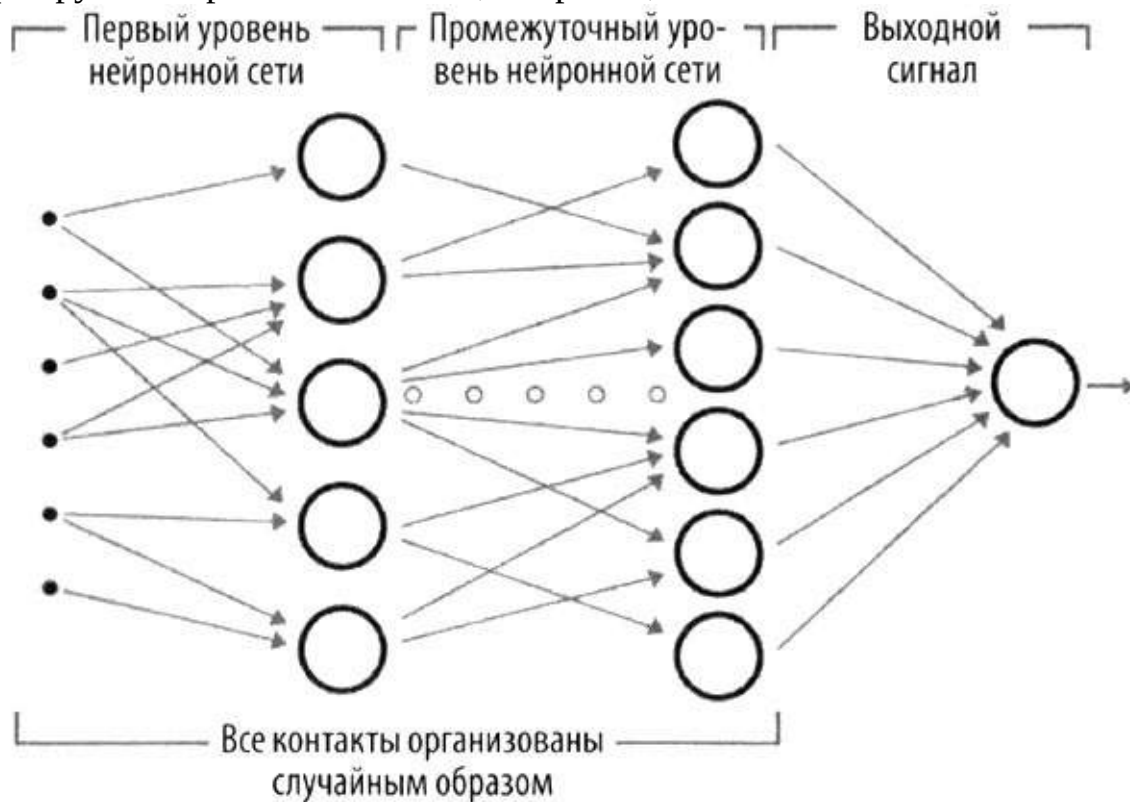 Первый уровень
нейронной сети
Промежуточный уро-
вень нейронной сети
Выходной
сигнал
Все контакты организованы
случайным образом